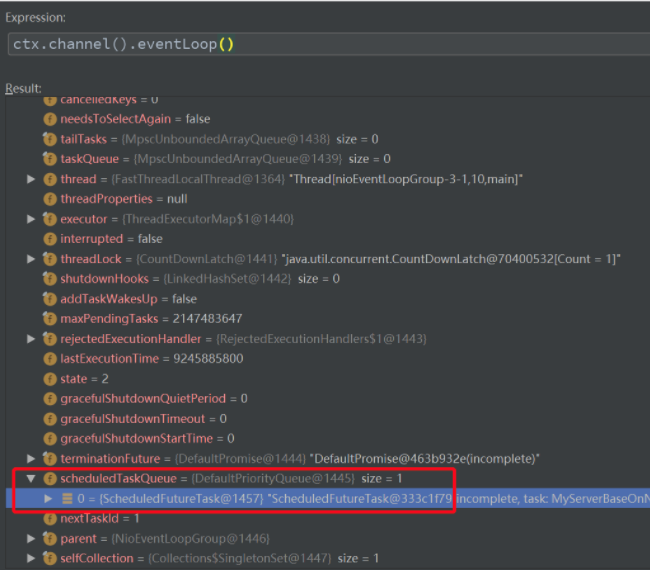 Expression:
ctx.channel().eventLoop()
Result:
cancelledKeys = 0
needsToSelectAgain = false
tailTasks = {MpscUnboundedArrayQueue@1438} size = 0
taskQueue = {MpscUnboundedArrayQueue@1439} size = 0
thread = {FastThreadLocalThread@1364} "Thread[nioEventLoopGroup-3-1,10,main]"
threadProperties = null
executor = {ThreadExecutorMap$1@1440}
interrupted = false
threadLock = {CountDownLatch@1441} "java.util.concurrent.CountDownLatch@70400532[Count = 1]"
shutdownHooks = {LinkedHashSet@1442} size = 0
addTaskWakesUp = false
maxPendingTasks = 2147483647
rejectedExecutionHandler = {RejectedExecutionHandlers$1@1443}
lastExecutionTime = 9245885800
state = 2
gracefulShutdownQuietPeriod = 0
gracefulShutdownTimeout = 0
gracefulShutdownStartTime = 0
terminationFuture = {DefaultPromise@1444} "DefaultPromise@463b932e(incomplete)"
scheduledTaskQueue = {DefaultPriorityQueue@1445} size = 1
0 = {ScheduledFutureTask@1457} "ScheduledFutureTask@333c1f79(incomplete, task: MyServerBaseOnN
nextTaskId = 1
parent = {NioEventLoopGroup@1446}
selfCollection = {Collections$SingletonSet@1447} size = 1